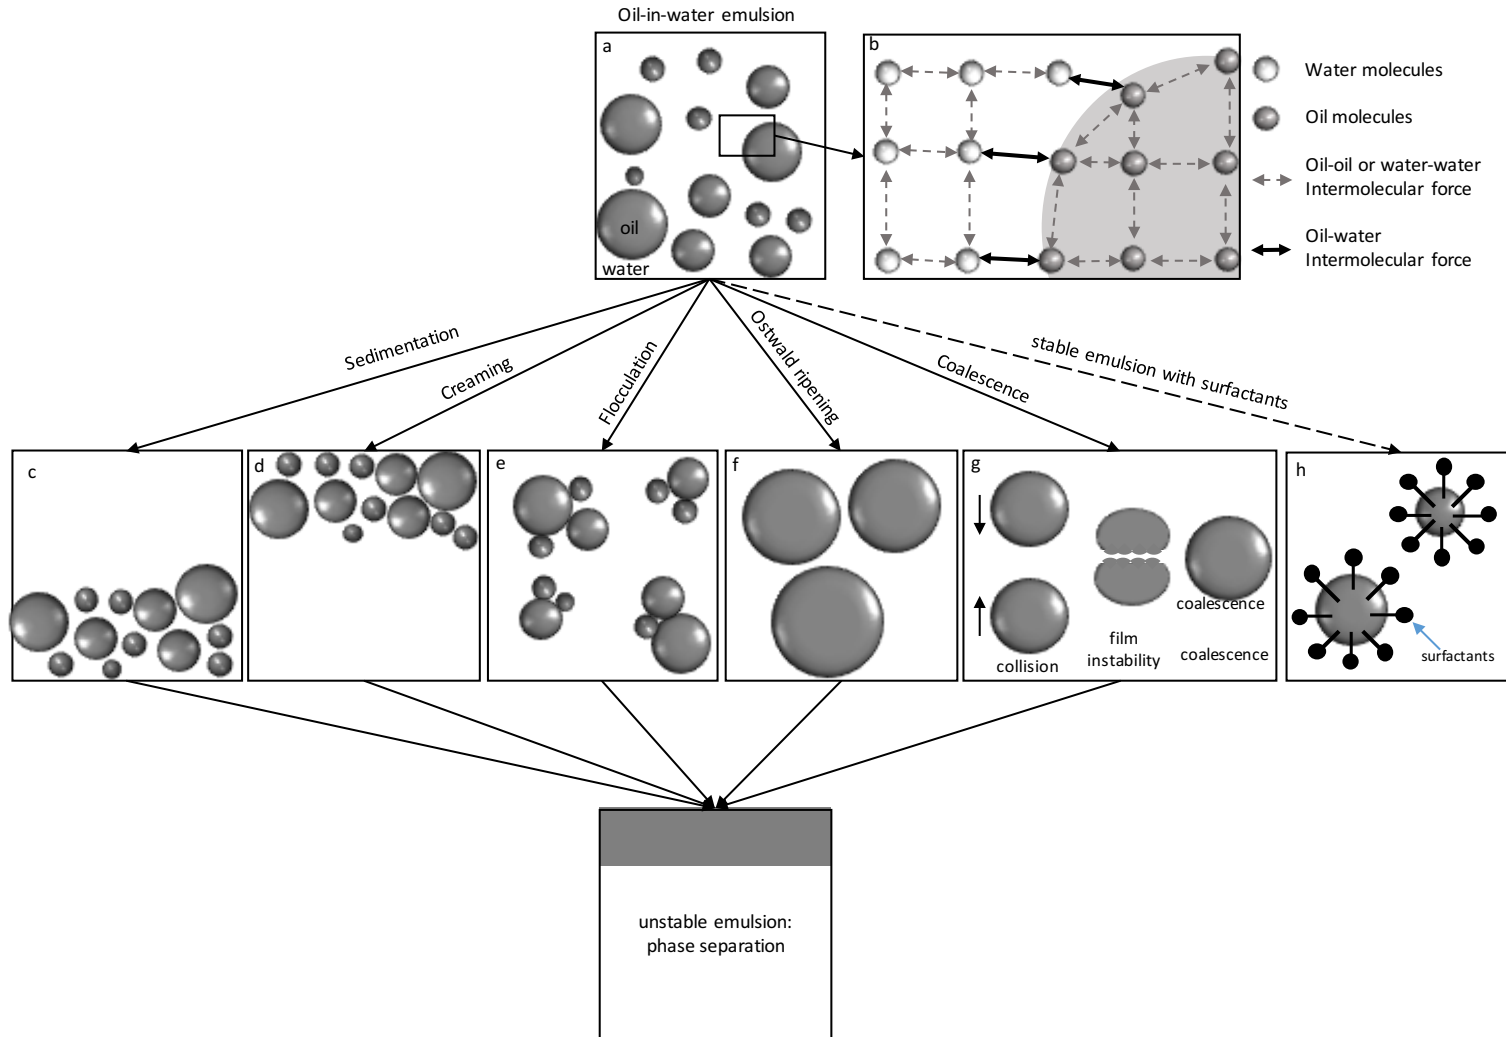 Oil-in-water emulsion
a
oil
water
b
Water molecules
Oil molecules
Oil-oil or water-water
Intermolecular force
Oil-water
Intermolecular force
Sedimentation
Creaming
Flocculation
Ostwald ripening
Coalescence
stable emulsion with surfactants
c
d
e
f
g
collision
film
instability
coalescence
coalescence
h
surfactants
unstable emulsion:
phase separation